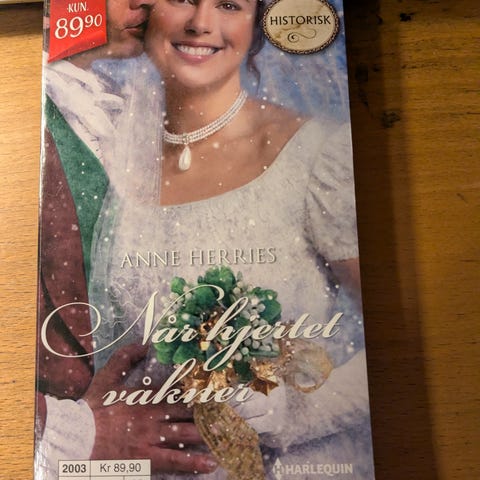 KUN.
89.90
HISTORISK
ANNE HERRIES
Når hjertet
våkner
2003 Kr 89,90
HARLEQUIN